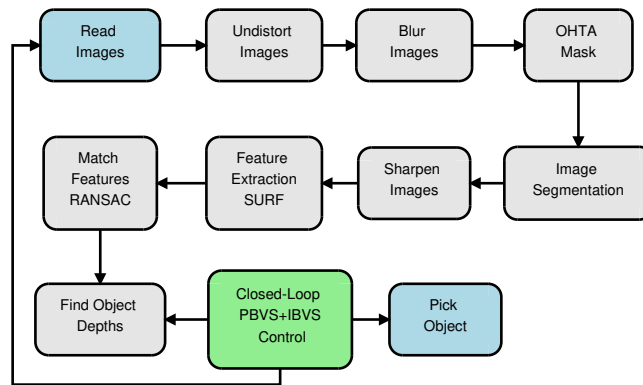 Read
Images
Undistort
Images
Blur
Images
OHTA
Mask
Image
Segmentation
Sharpen
Images
Feature
Extraction
SURF
Match
Features
RANSAC
Find Object
Depths
Closed-Loop
PBVS+IBVS
Control
Pick
Object